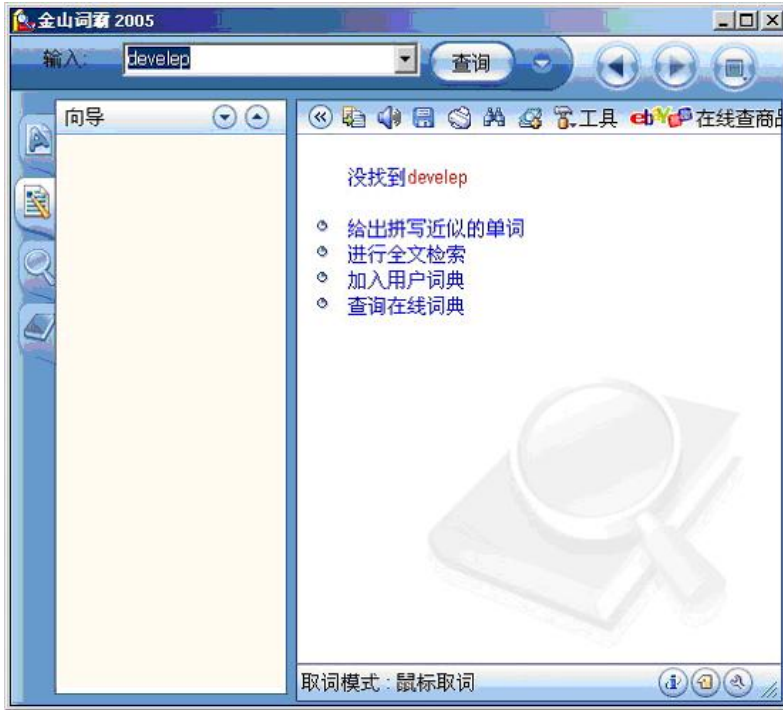 金山词霸 2005
输入: develep 查询
向导
工具 ebY 在线查商品
没找到develep
给出拼写近似的单词
进行全文检索
加入用户词典
查询在线词典
取词模式 : 鼠标取词